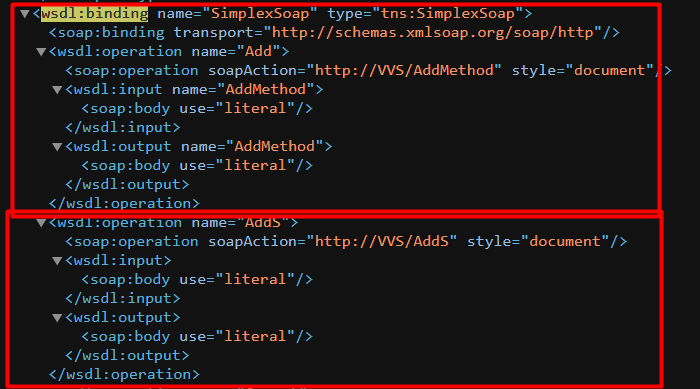 <wsdl:binding name="SimplexSoap" type="tns:SimplexSoap">
<soap:binding transport="http://schemas.xmlsoap.org/soap/http"/>
<wsdl:operation name="Add">
<soap:operation soapAction="http://VVS/AddMethod" style="document"/>
<wsdl:input name="AddMethod">
<soap:body use="literal"/>
</wsdl:input>
<wsdl:output name="AddMethod">
<soap:body use="literal"/>
</wsdl:output>
</wsdl:operation>
<wsdl:operation name="AddS">
<soap:operation soapAction="http://VVS/AddS" style="document"/>
<wsdl:input>
<soap:body use="literal"/>
</wsdl:input>
<wsdl:output>
<soap:body use="literal"/>
</wsdl:output>
</wsdl:operation>